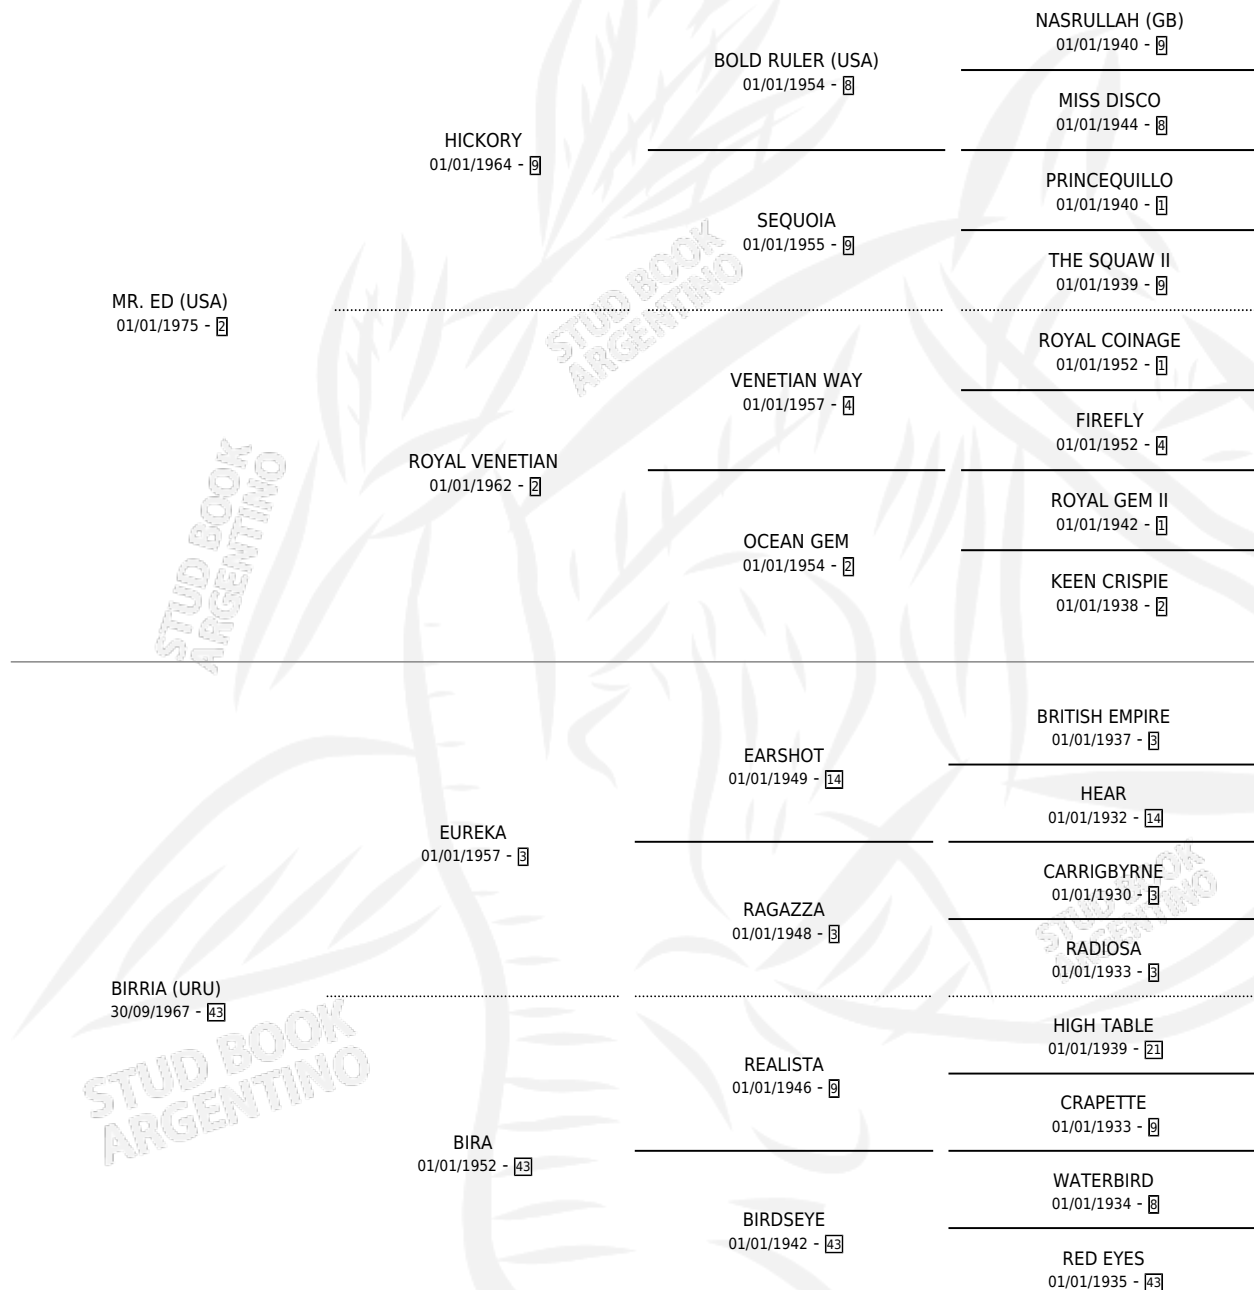 NASRULLAH (GB)
01/01/1940 - 9
BOLD RULER (USA)
01/01/1954 - 8
MISS DISCO
01/01/1944 - 8
HICKORY
01/01/1964 - 9
PRINCEQUILLO
01/01/1940 - 1
SEQUOIA
01/01/1955 - 9
THE SQUAW II
01/01/1939 - 9
MR. ED (USA)
01/01/1975 - 2
ROYAL COINAGE
01/01/1952 - 1
VENETIAN WAY
01/01/1957 - 4
FIREFLY
01/01/1952 - 4
ROYAL VENETIAN
01/01/1962 - 2
ROYAL GEM II
01/01/1942 - 1
OCEAN GEM
01/01/1954 - 2
KEEN CRISPIE
01/01/1938 - 2
BRITISH EMPIRE
01/01/1937 - 3
EARSHOT
01/01/1949 - 14
HEAR
01/01/1932 - 14
EUREKA
01/01/1957 - 3
CARRIGBYRNE
01/01/1930 - 3
RAGAZZA
01/01/1948 - 3
RADIOSA
01/01/1933 - 3
BIRRIA (URU)
30/09/1967 - 43
HIGH TABLE
01/01/1939 - 21
REALISTA
01/01/1946 - 9
CRAPETTE
01/01/1933 - 9
BIRA
01/01/1952 - 43
WATERBIRD
01/01/1934 - 8
BIRDSEYE
01/01/1942 - 43
RED EYES
01/01/1935 - 43
STUD BOOK
ARGENTINO
STUD BOOK
ARGENTINO
STUD BOOK
ARGENTINO
STUD BOOK
ARGENTINO